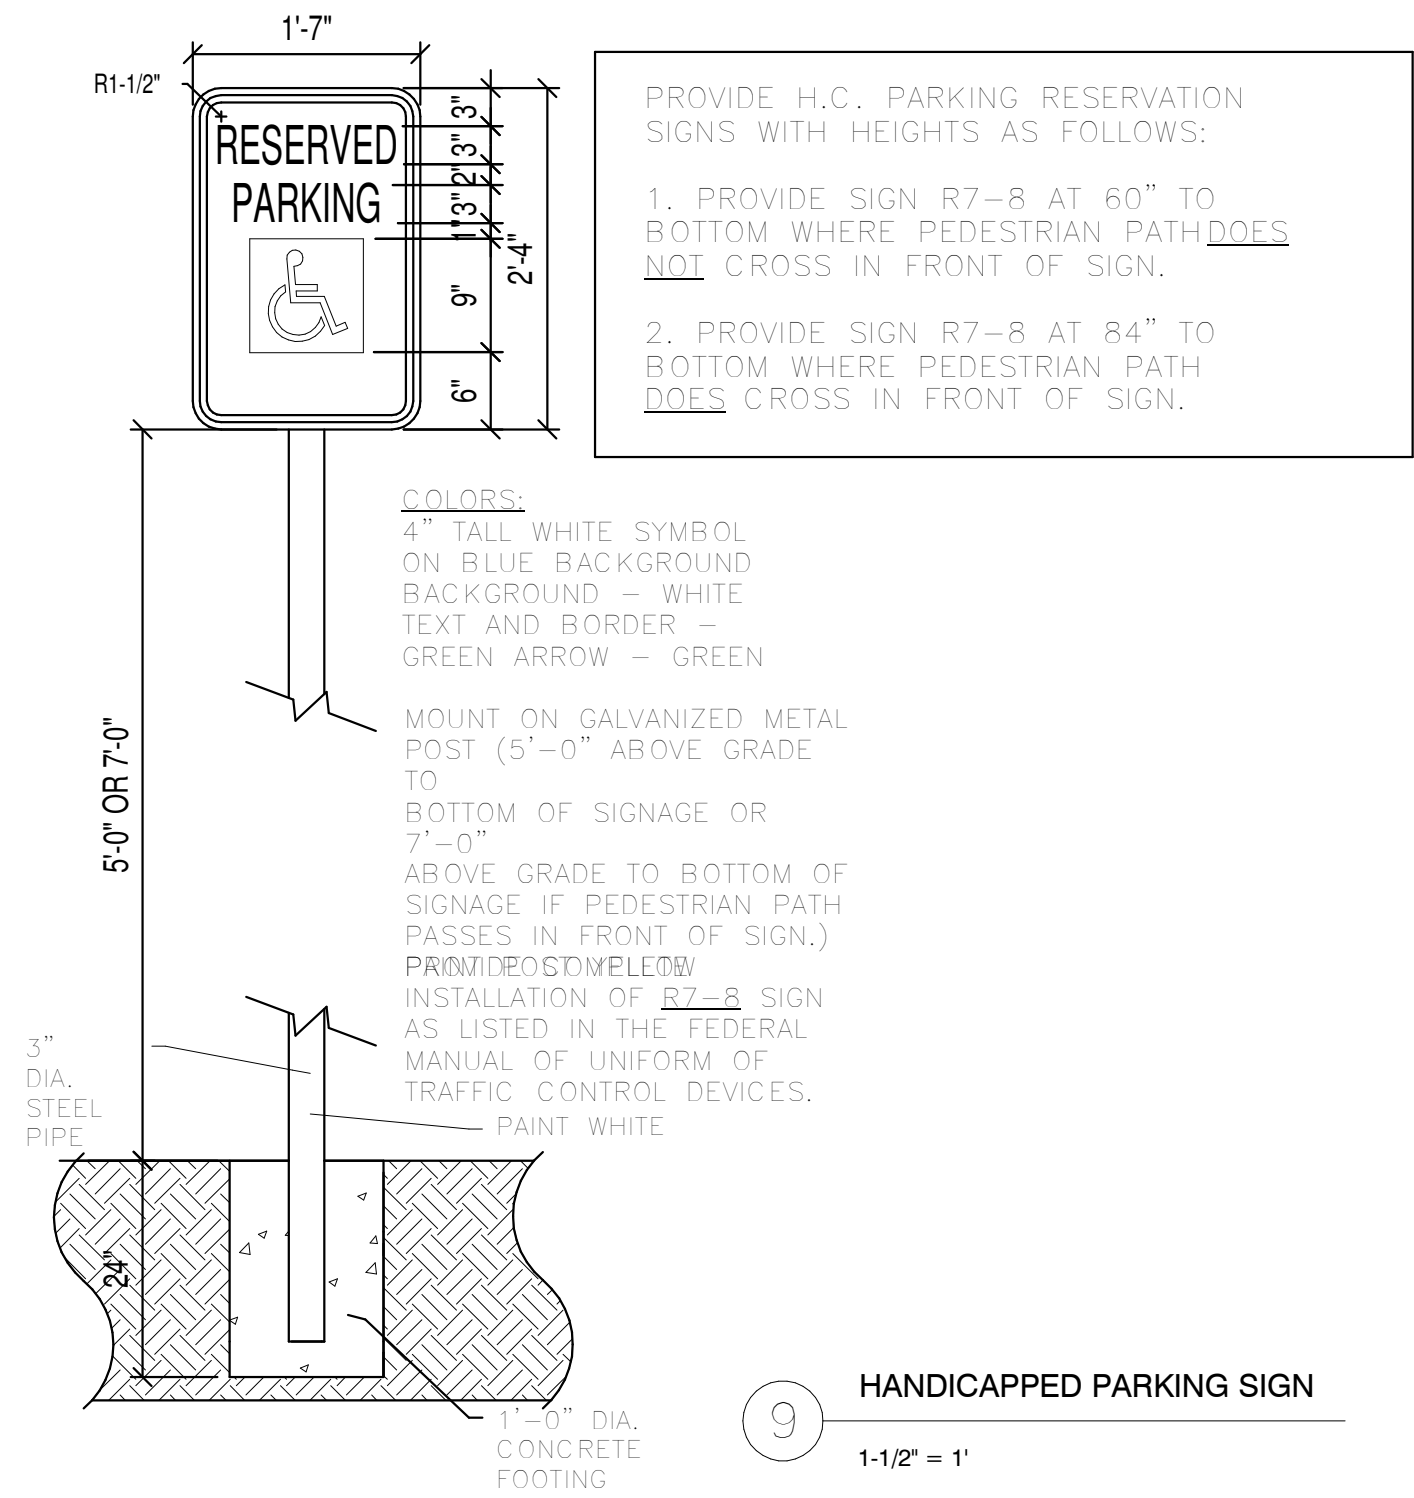 1'-7"
R1-1/2"
RESERVED
PARKING
3"
3"
2"
3"
1"
9"
6"
2'-4"
PROVIDE H.C. PARKING RESERVATION
SIGNS WITH HEIGHTS AS FOLLOWS:
1. PROVIDE SIGN R7-8 AT 60" TO
BOTTOM WHERE PEDESTRIAN PATH DOES
NOT CROSS IN FRONT OF SIGN.
2. PROVIDE SIGN R7-8 AT 84" TO
BOTTOM WHERE PEDESTRIAN PATH
DOES CROSS IN FRONT OF SIGN.
COLORS:
4" TALL WHITE SYMBOL
ON BLUE BACKGROUND
BACKGROUND - WHITE
TEXT AND BORDER -
GREEN ARROW - GREEN
MOUNT ON GALVANIZED METAL
POST (5'-0" ABOVE GRADE
TO
BOTTOM OF SIGNAGE OR
7'-0"
ABOVE GRADE TO BOTTOM OF
SIGNAGE IF PEDESTRIAN PATH
PASSES IN FRONT OF SIGN.)
PAINT POST YELLOW
PROVIDE COMPLETE
INSTALLATION OF R7-8 SIGN
AS LISTED IN THE FEDERAL
MANUAL OF UNIFORM OF
TRAFFIC CONTROL DEVICES.
5'-0" OR 7'-0"
3"
DIA.
STEEL
PIPE
PAINT WHITE
24"
1'-0" DIA.
CONCRETE
FOOTING
9
HANDICAPPED PARKING SIGN
1-1/2" = 1'